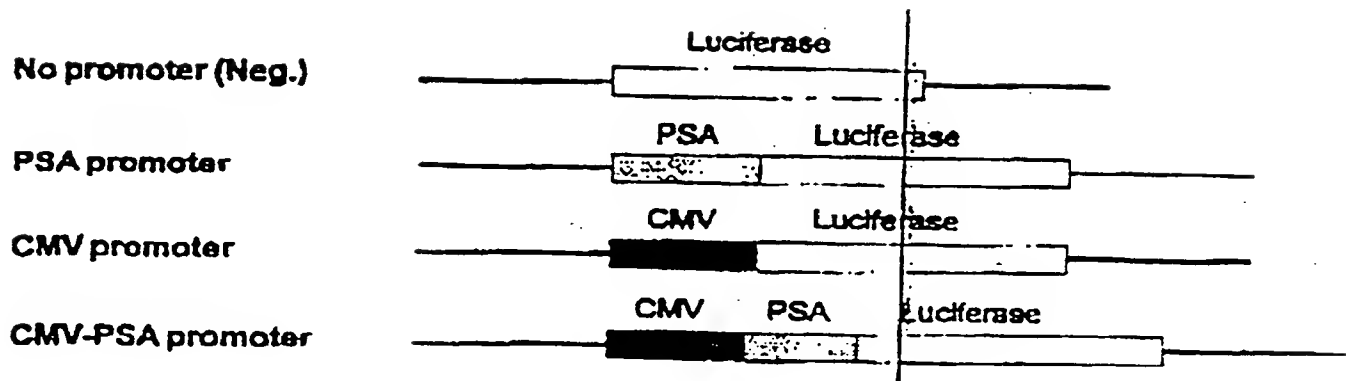 Luciferase
No promoter (Neg.)
PSA Luciferase
PSA promoter
CMV Luciferase
CMV promoter
CMV PSA Luciferase
CMV-PSA promoter